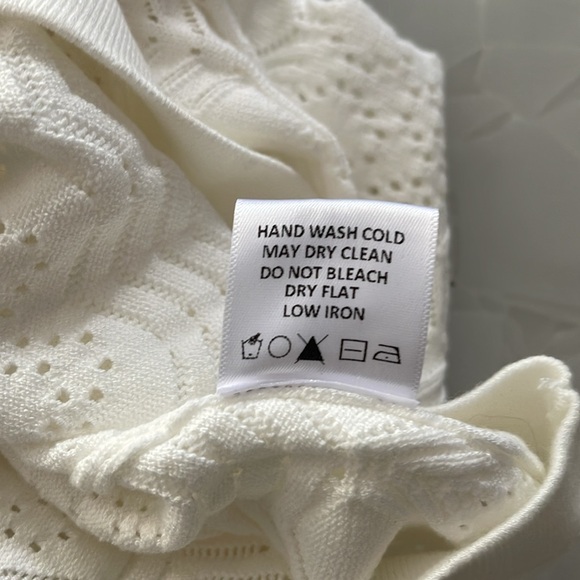 HAND WASH COLD
MAY DRY CLEAN
DO NOT BLEACH
DRY FLAT
LOW IRON